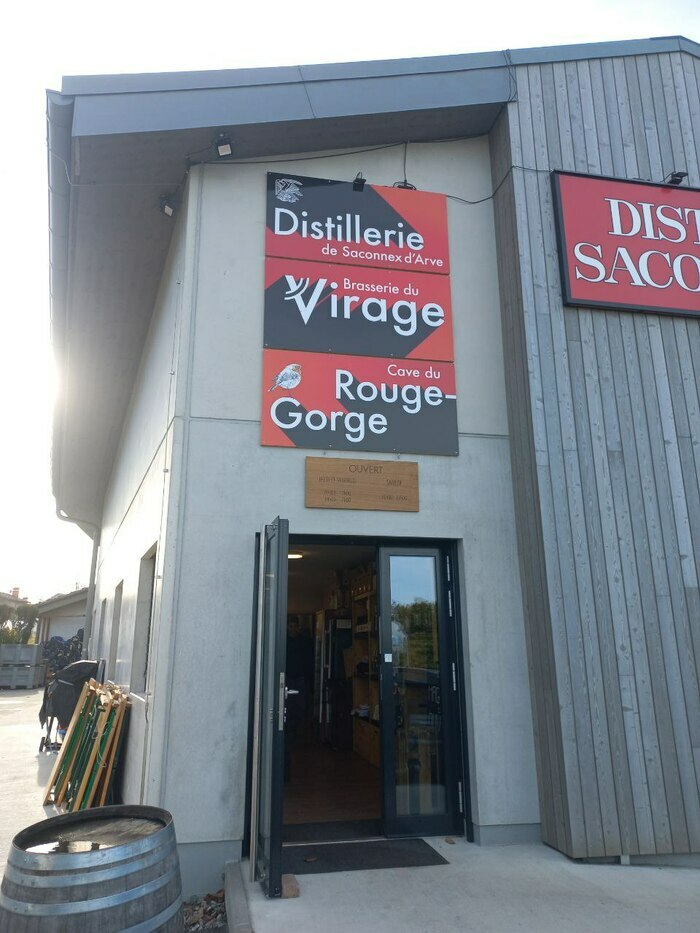 Distillerie
de Saconnex d'Arve
Brasserie du
Virage
Cave du
Rouge-
Gorge
OUVERT
DIST
SACO